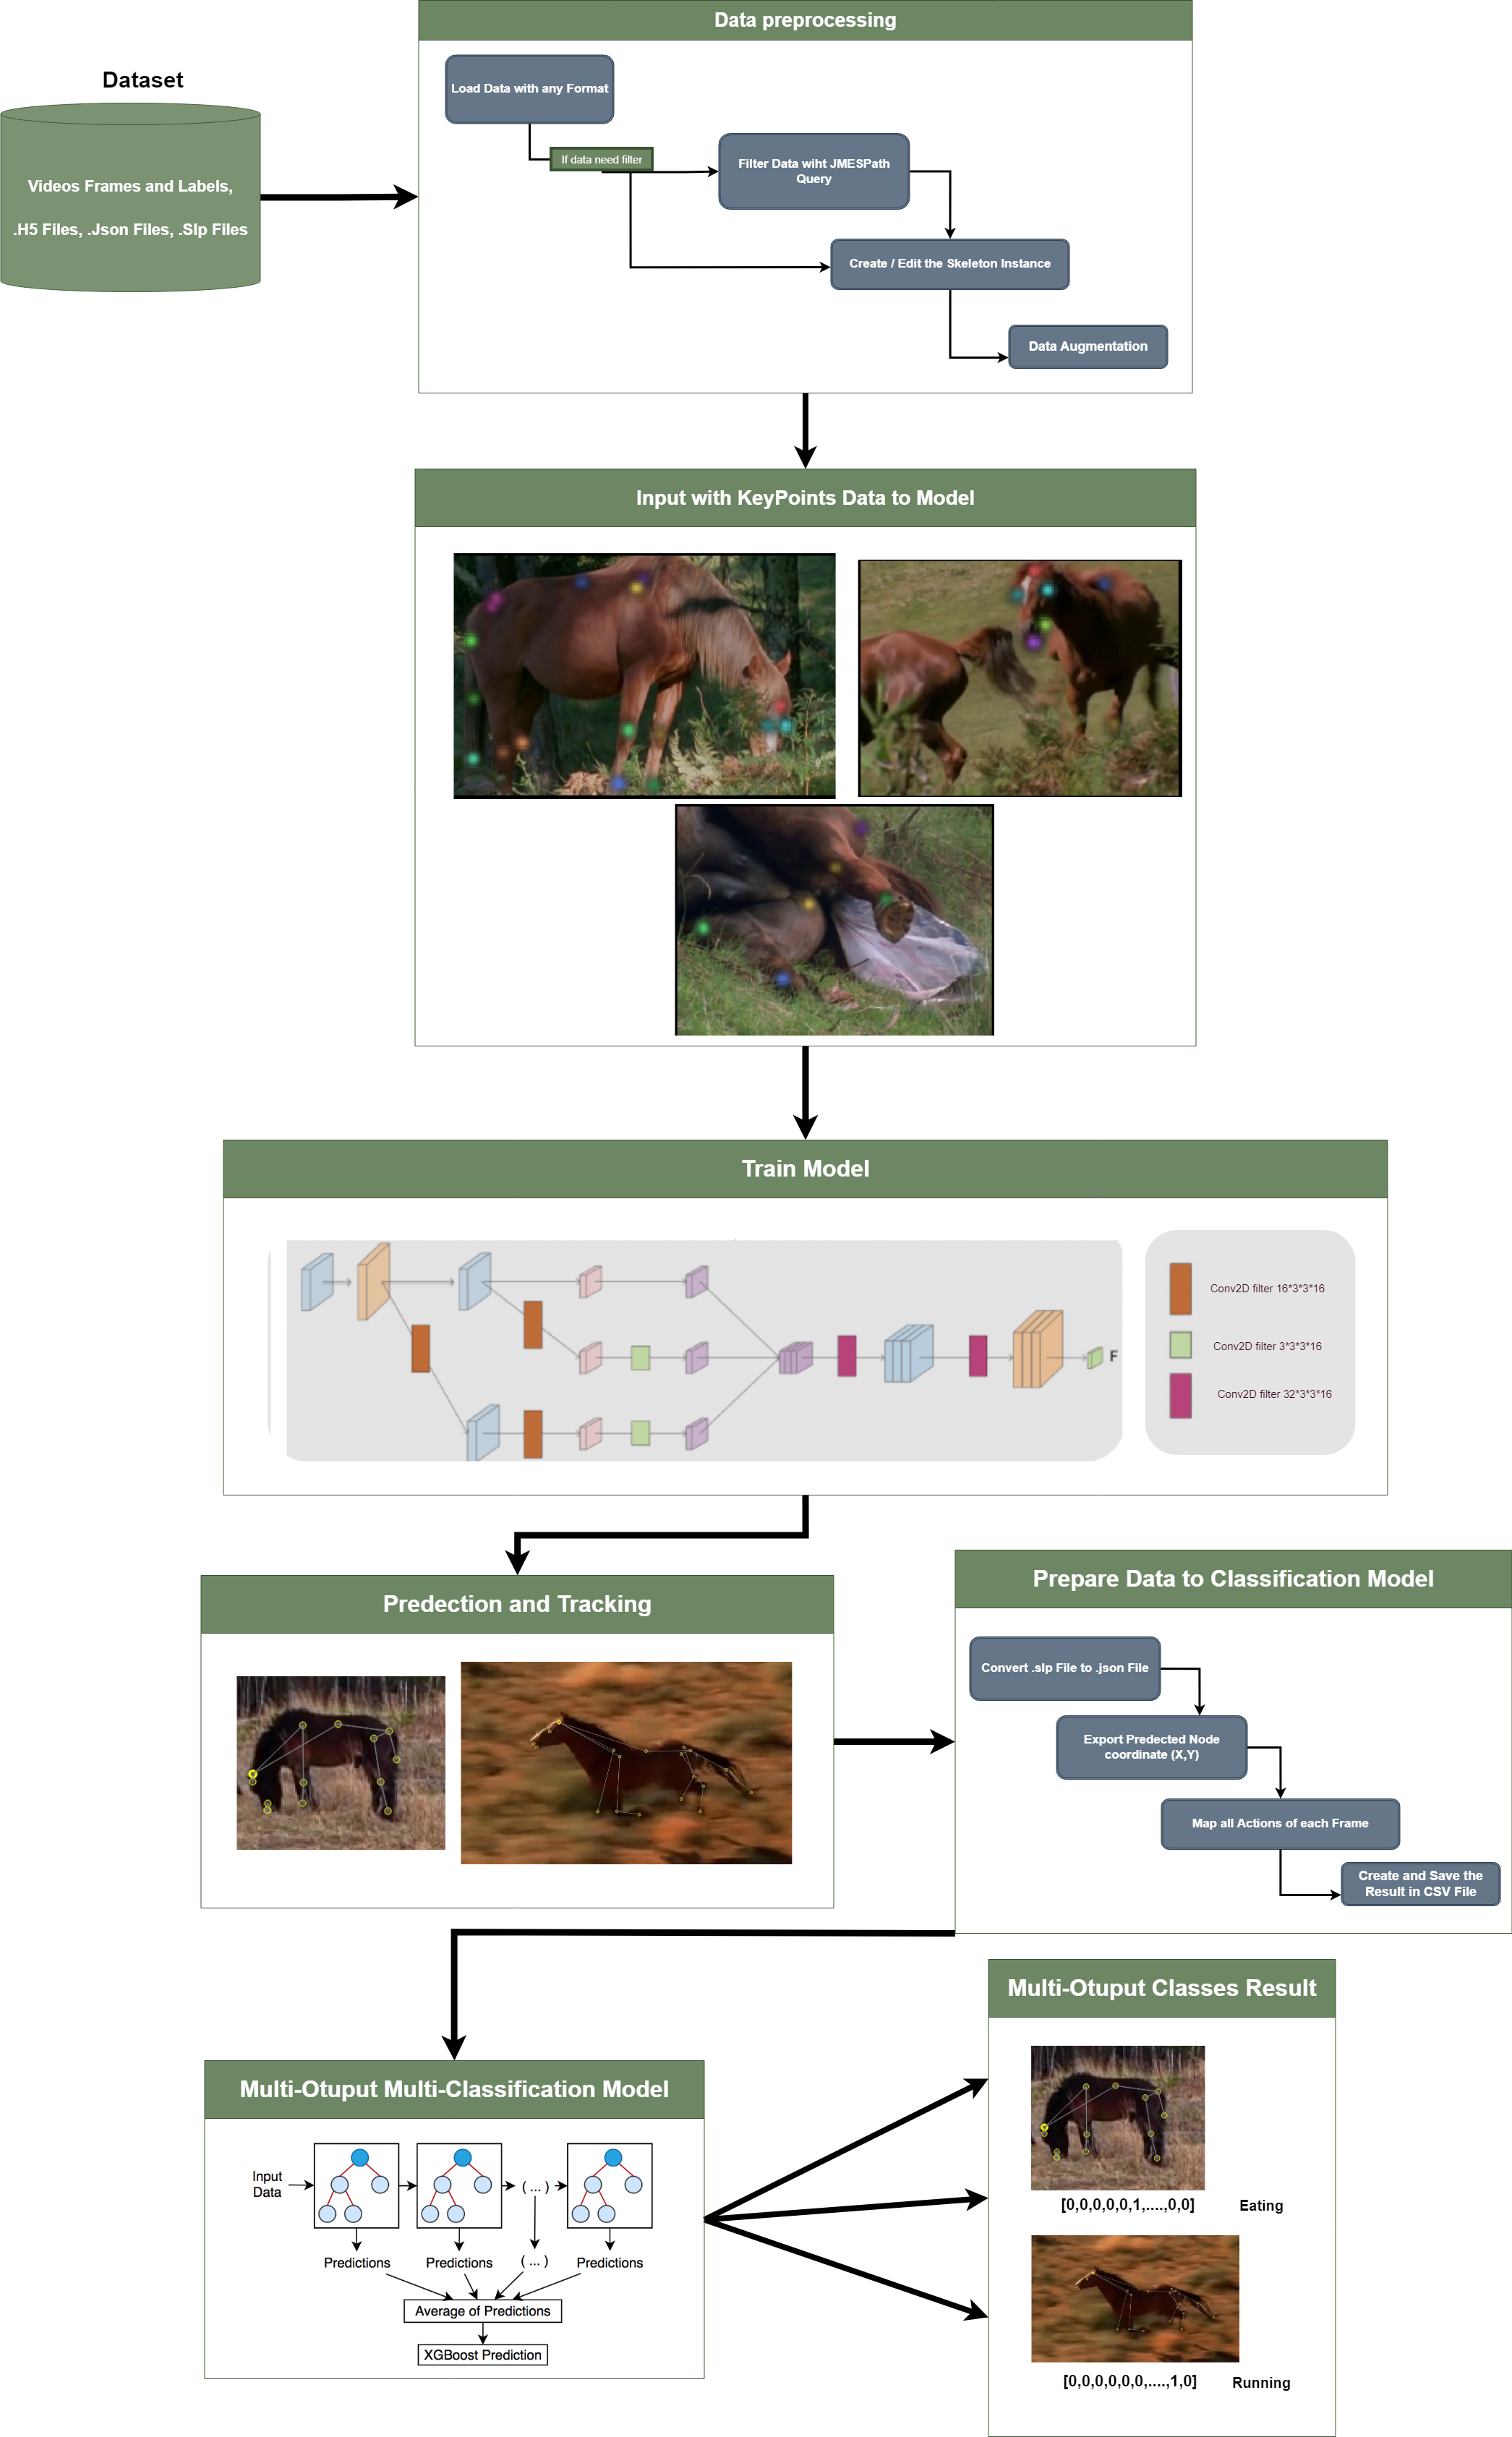 Data preprocessing
Dataset
Load Data with any Format
If data need filter
Filter Data wiht JMESPath
Query
Videos Frames and Labels,
.H5 Files, .Json Files, .Slp Files
Create / Edit the Skeleton Instance
Data Augmentation
Input with KeyPoints Data to Model
Train Model
Conv2D filter 16*3*3*16
Conv2D filter 3*3*3*16
Conv2D filter 32*3*3*16
F
Predection and Tracking
Prepare Data to Classification Model
Convert .slp File to .json File
Export Predected Node
coordinate (X,Y)
Map all Actions of each Frame
Create and Save the
Result in CSV File
Multi-Otuput Multi-Classification Model
Input
Data
( ... )
Predictions
Predictions
( ... )
Predictions
Average of Predictions
XGBoost Prediction
Multi-Otuput Classes Result
[0,0,0,0,0,1,....,0,0] Eating
[0,0,0,0,0,0,....,1,0] Running